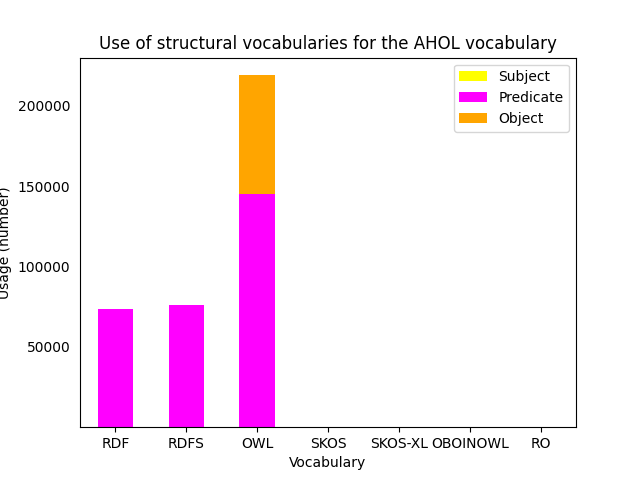 Use of structural vocabularies for the AHOL vocabulary
Subject
Predicate
Object
200000
150000
100000
50000
Usage (number)
RDF RDFS OWL SKOS SKOS-XL OBOINOWL RO
Vocabulary